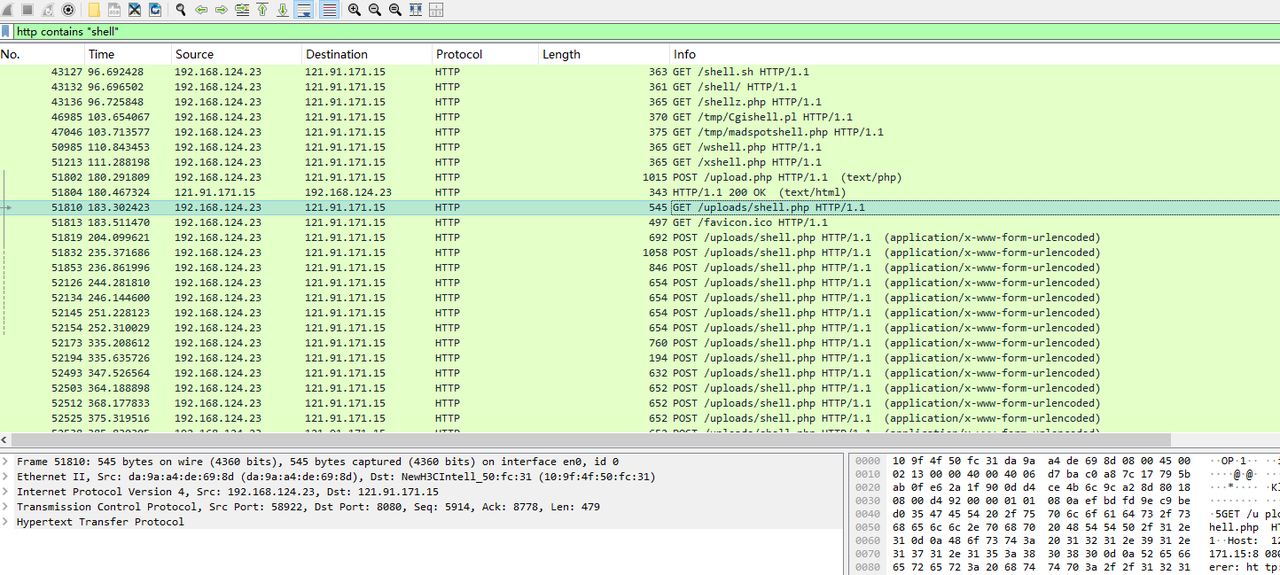 http contains "shell"
No. Time Source Destination Protocol Length Info
43127 96.692428 192.168.124.23 121.91.171.15 HTTP 363 GET /shell.sh HTTP/1.1
43132 96.696502 192.168.124.23 121.91.171.15 HTTP 361 GET /shell/ HTTP/1.1
43136 96.725848 192.168.124.23 121.91.171.15 HTTP 365 GET /shellz.php HTTP/1.1
46985 103.654067 192.168.124.23 121.91.171.15 HTTP 370 GET /tmp/Cgishell.pl HTTP/1.1
47046 103.713577 192.168.124.23 121.91.171.15 HTTP 375 GET /tmp/madspotshell.php HTTP/1.1
50985 110.843453 192.168.124.23 121.91.171.15 HTTP 365 GET /wshell.php HTTP/1.1
51213 111.288198 192.168.124.23 121.91.171.15 HTTP 365 GET /xshell.php HTTP/1.1
51802 180.291809 192.168.124.23 121.91.171.15 HTTP 1015 POST /upload.php HTTP/1.1 (text/php)
51804 180.467324 121.91.171.15 192.168.124.23 HTTP 343 HTTP/1.1 200 OK (text/html)
51810 183.302423 192.168.124.23 121.91.171.15 HTTP 545 GET /uploads/shell.php HTTP/1.1
51813 183.511470 192.168.124.23 121.91.171.15 HTTP 497 GET /favicon.ico HTTP/1.1
51819 204.099621 192.168.124.23 121.91.171.15 HTTP 692 POST /uploads/shell.php HTTP/1.1 (application/x-www-form-urlencoded)
51832 235.371686 192.168.124.23 121.91.171.15 HTTP 1058 POST /uploads/shell.php HTTP/1.1 (application/x-www-form-urlencoded)
51853 236.861996 192.168.124.23 121.91.171.15 HTTP 846 POST /uploads/shell.php HTTP/1.1 (application/x-www-form-urlencoded)
52126 244.281810 192.168.124.23 121.91.171.15 HTTP 654 POST /uploads/shell.php HTTP/1.1 (application/x-www-form-urlencoded)
52134 246.144600 192.168.124.23 121.91.171.15 HTTP 654 POST /uploads/shell.php HTTP/1.1 (application/x-www-form-urlencoded)
52145 251.228123 192.168.124.23 121.91.171.15 HTTP 654 POST /uploads/shell.php HTTP/1.1 (application/x-www-form-urlencoded)
52154 252.310029 192.168.124.23 121.91.171.15 HTTP 654 POST /uploads/shell.php HTTP/1.1 (application/x-www-form-urlencoded)
52173 335.208612 192.168.124.23 121.91.171.15 HTTP 760 POST /uploads/shell.php HTTP/1.1 (application/x-www-form-urlencoded)
52194 335.635726 192.168.124.23 121.91.171.15 HTTP 194 POST /uploads/shell.php HTTP/1.1 (application/x-www-form-urlencoded)
52493 347.526564 192.168.124.23 121.91.171.15 HTTP 632 POST /uploads/shell.php HTTP/1.1 (application/x-www-form-urlencoded)
52503 364.188898 192.168.124.23 121.91.171.15 HTTP 652 POST /uploads/shell.php HTTP/1.1 (application/x-www-form-urlencoded)
52512 368.177833 192.168.124.23 121.91.171.15 HTTP 652 POST /uploads/shell.php HTTP/1.1 (application/x-www-form-urlencoded)
52525 375.319516 192.168.124.23 121.91.171.15 HTTP 652 POST /uploads/shell.php HTTP/1.1 (application/x-www-form-urlencoded)
Frame 51810: 545 bytes on wire (4360 bits), 545 bytes captured (4360 bits) on interface en0, id 0
Ethernet II, Src: da:9a:a4:de:69:8d (da:9a:a4:de:69:8d), Dst: NewH3CIntell_50:fc:31 (10:9f:4f:50:fc:31)
Internet Protocol Version 4, Src: 192.168.124.23, Dst: 121.91.171.15
Transmission Control Protocol, Src Port: 58922, Dst Port: 8080, Seq: 5914, Ack: 8778, Len: 479
Hypertext Transfer Protocol
0000 10 9f 4f 50 fc 31 da 9a a4 de 69 8d 08 00 45 00 ··OP·1··
0010 02 13 00 00 40 00 40 06 d7 ba c0 a8 7c 17 79 5b ····@·@·
0020 ab 0f e6 2a 1f 90 0d d4 ce 4b 6c 9c a2 8d 80 18 ···*····
0030 08 00 d4 92 00 00 01 01 08 0a ef bd fd 9e c9 be ········
0040 d0 35 47 45 54 20 2f 75 70 6c 6f 61 64 73 2f 73 ·5GET /u plo
0050 68 65 6c 6c 2e 70 68 70 20 48 54 54 50 2f 31 2e hell.php H
0060 31 0d 0a 48 6f 73 74 3a 20 31 32 31 2e 39 31 2e 1··Host: 12
0070 31 37 31 2e 31 35 3a 38 30 38 30 0d 0a 52 65 66 171.15:8 080
0080 65 72 65 72 3a 20 68 74 74 70 3a 2f 2f 31 32 31 erer: ht tp: